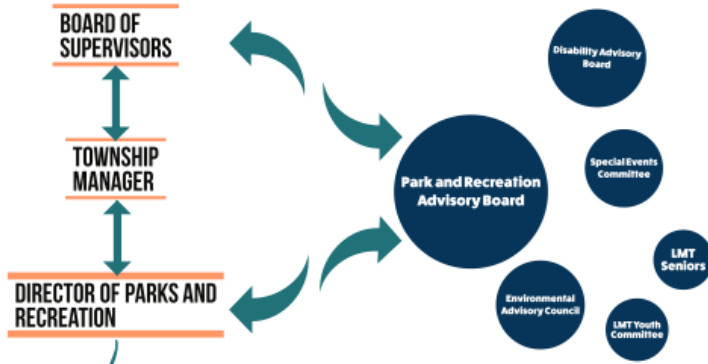 BOARD OF
SUPERVISORS
TOWNSHIP
MANAGER
DIRECTOR OF PARKS AND
RECREATION
Park and Recreation
Advisory Board
Disability Advisory
Board
Special Events
Committee
LMT
Seniors
Environmental
Advisory Council
LMT Youth
Committee